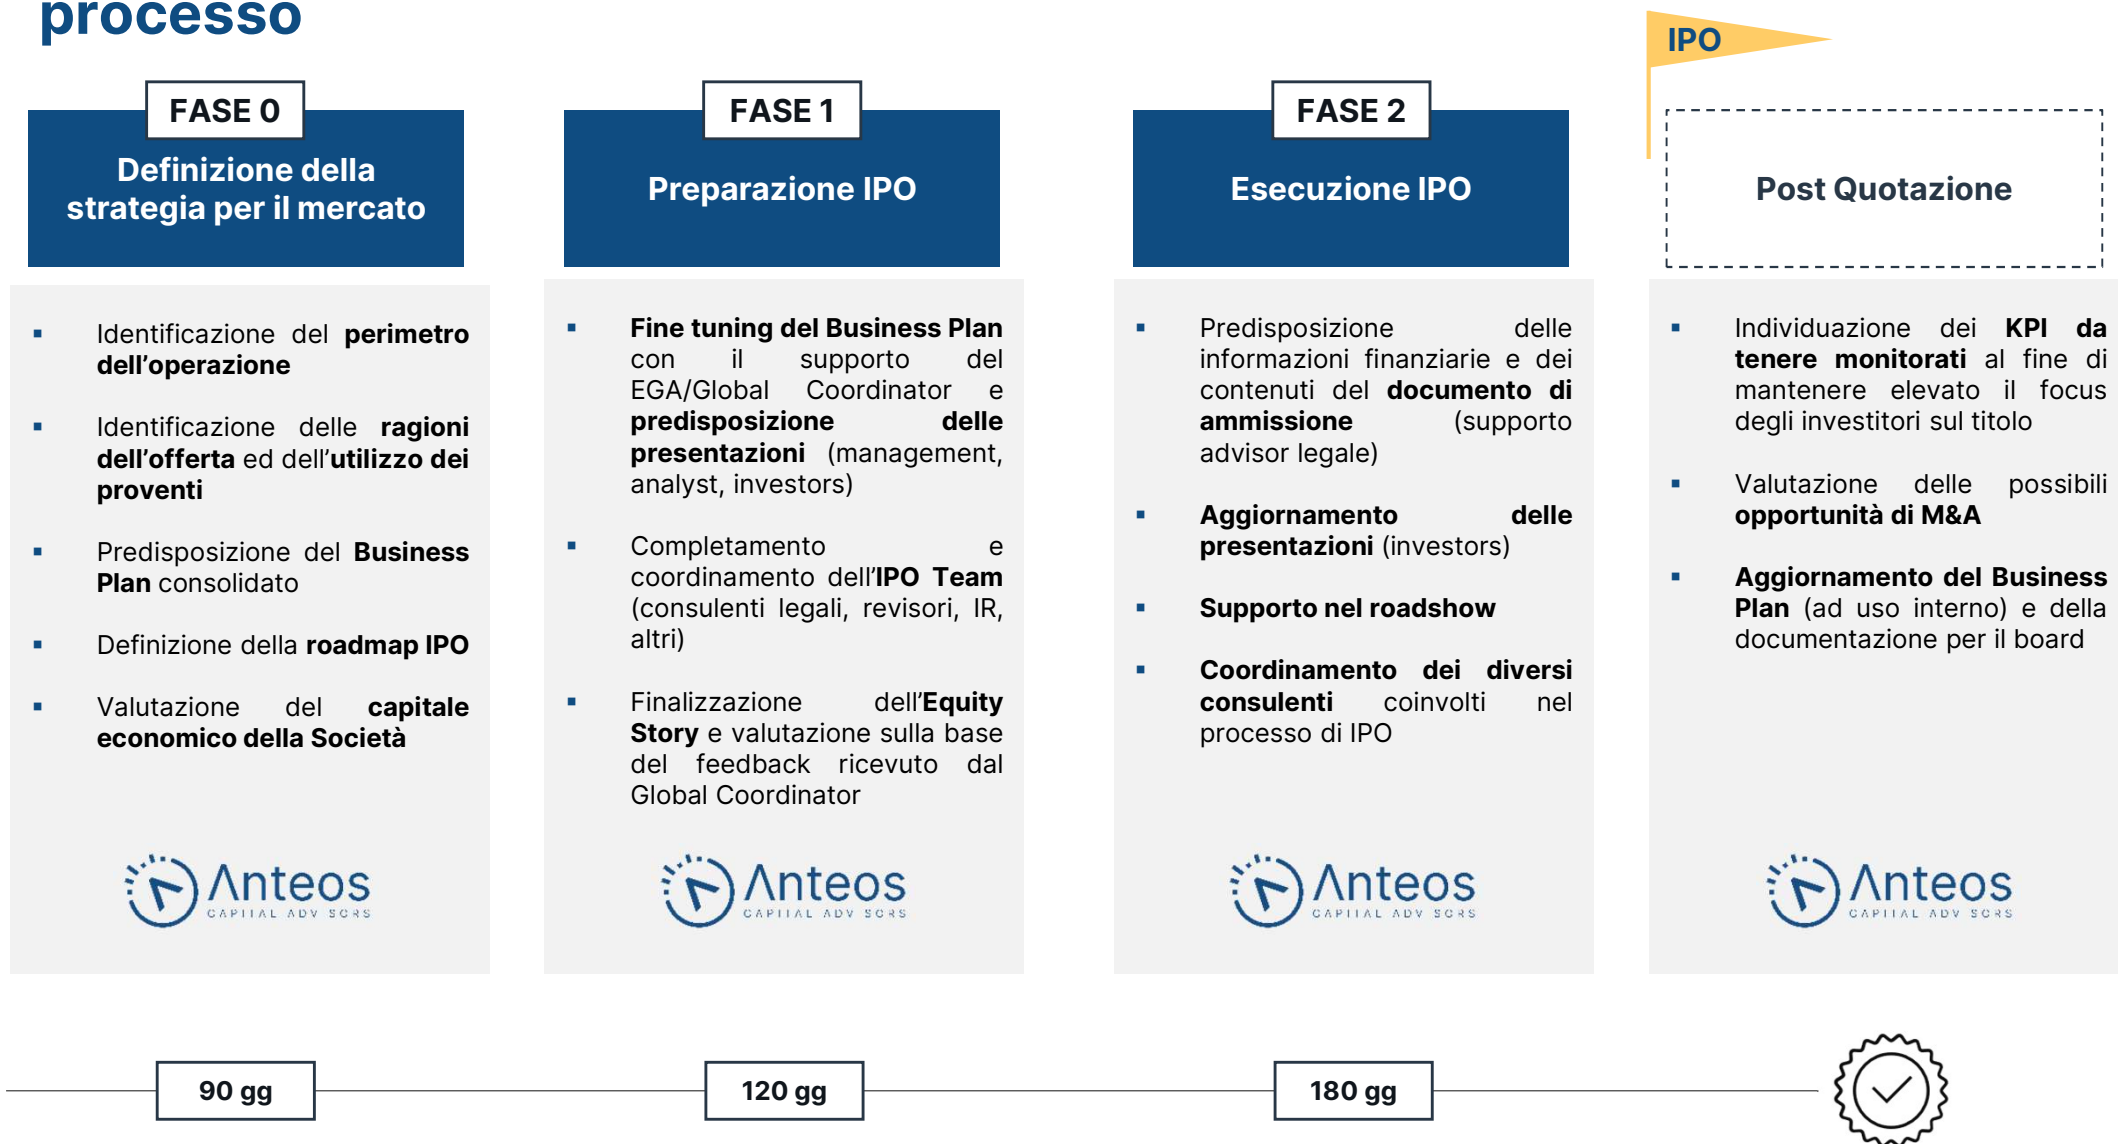 processo
IPO
FASE 0
Definizione della
strategia per il mercato
▪ Identificazione del perimetro
dell’operazione
▪ Identificazione delle ragioni
dell’offerta ed dell’utilizzo dei
proventi
▪ Predisposizione del Business
Plan consolidato
▪ Definizione della roadmap IPO
▪ Valutazione del capitale
economico della Società
Anteos
CAPITAL ADVISORS
FASE 1
Preparazione IPO
▪ Fine tuning del Business Plan
con il supporto del
EGA/Global Coordinator e
predisposizione delle
presentazioni (management,
analyst, investors)
▪ Completamento e
coordinamento dell’IPO Team
(consulenti legali, revisori, IR,
altri)
▪ Finalizzazione dell’Equity
Story e valutazione sulla base
del feedback ricevuto dal
Global Coordinator
Anteos
CAPITAL ADVISORS
FASE 2
Esecuzione IPO
▪ Predisposizione delle
informazioni finanziarie e dei
contenuti del documento di
ammissione (supporto
advisor legale)
▪ Aggiornamento delle
presentazioni (investors)
▪ Supporto nel roadshow
▪ Coordinamento dei diversi
consulenti coinvolti nel
processo di IPO
Anteos
CAPITAL ADVISORS
Post Quotazione
▪ Individuazione dei KPI da
tenere monitorati al fine di
mantenere elevato il focus
degli investitori sul titolo
▪ Valutazione delle possibili
opportunità di M&A
▪ Aggiornamento del Business
Plan (ad uso interno) e della
documentazione per il board
Anteos
CAPITAL ADVISORS
90 gg
120 gg
180 gg